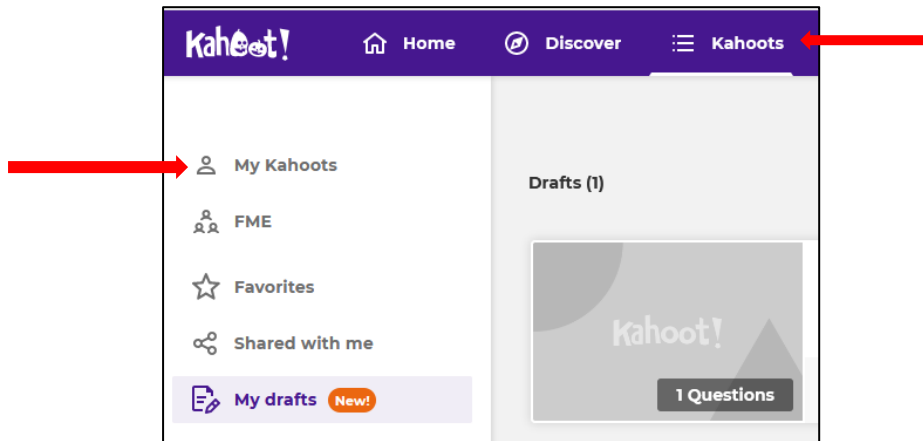 Kahoot! Home Discover Kahoots
My Kahoots
Drafts (1)
FME
Favorites
Shared with me
Kahoot!
My drafts New!
1 Questions